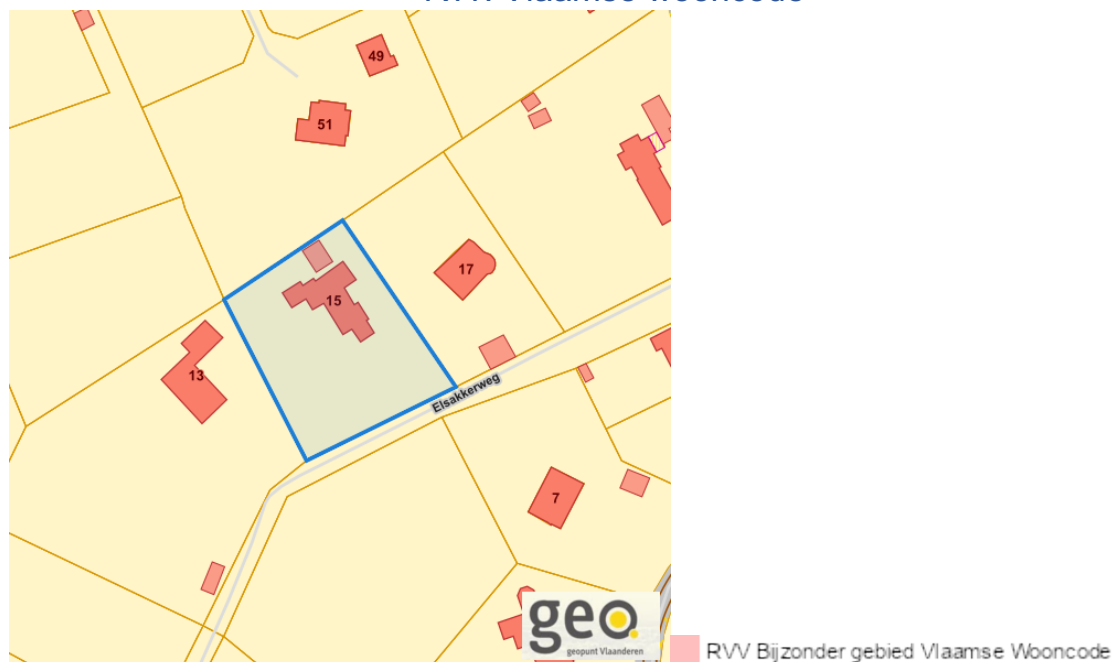 RVV Vlaamse wooncode
49
51
17
15
13
Elsakkerweg
7
geo.
geopunt Vlaanderen
RVV Bijzonder gebied Vlaamse Wooncode